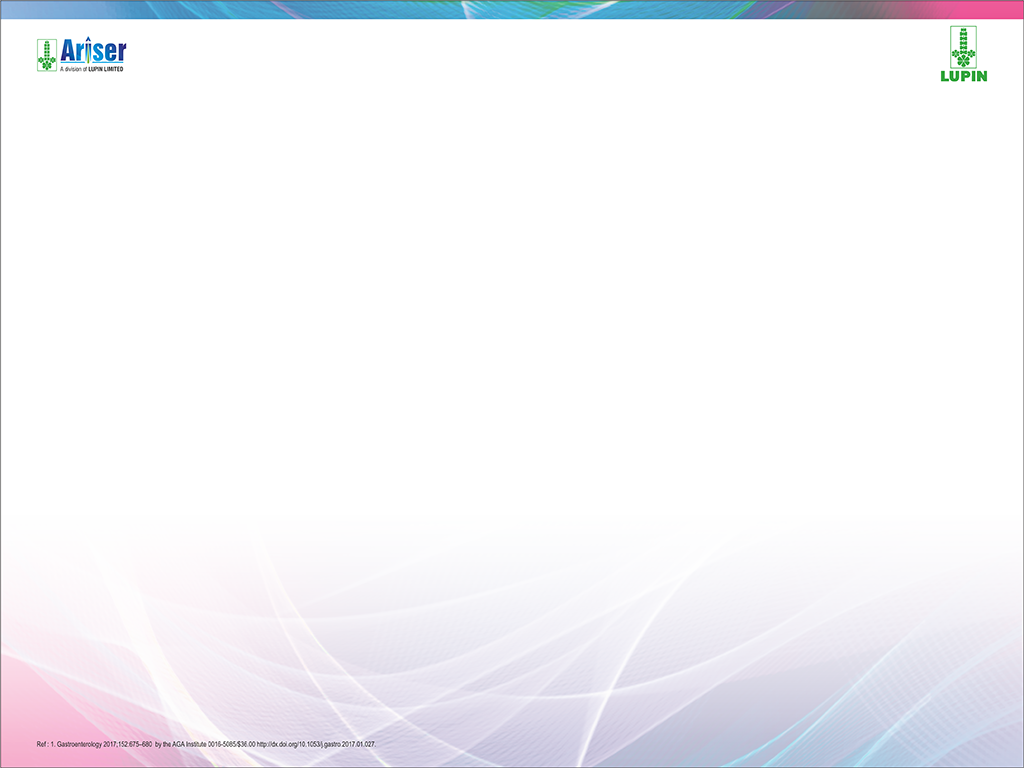 Ariser
A division of LUPIN LIMITED
LUPIN
Ref : 1. Gastroenterology 2017;152:675–680 by the AGA Institute 0016-5085/$36.00 http://dx.doi.org/10.1053/j.gastro 2017.01.027.